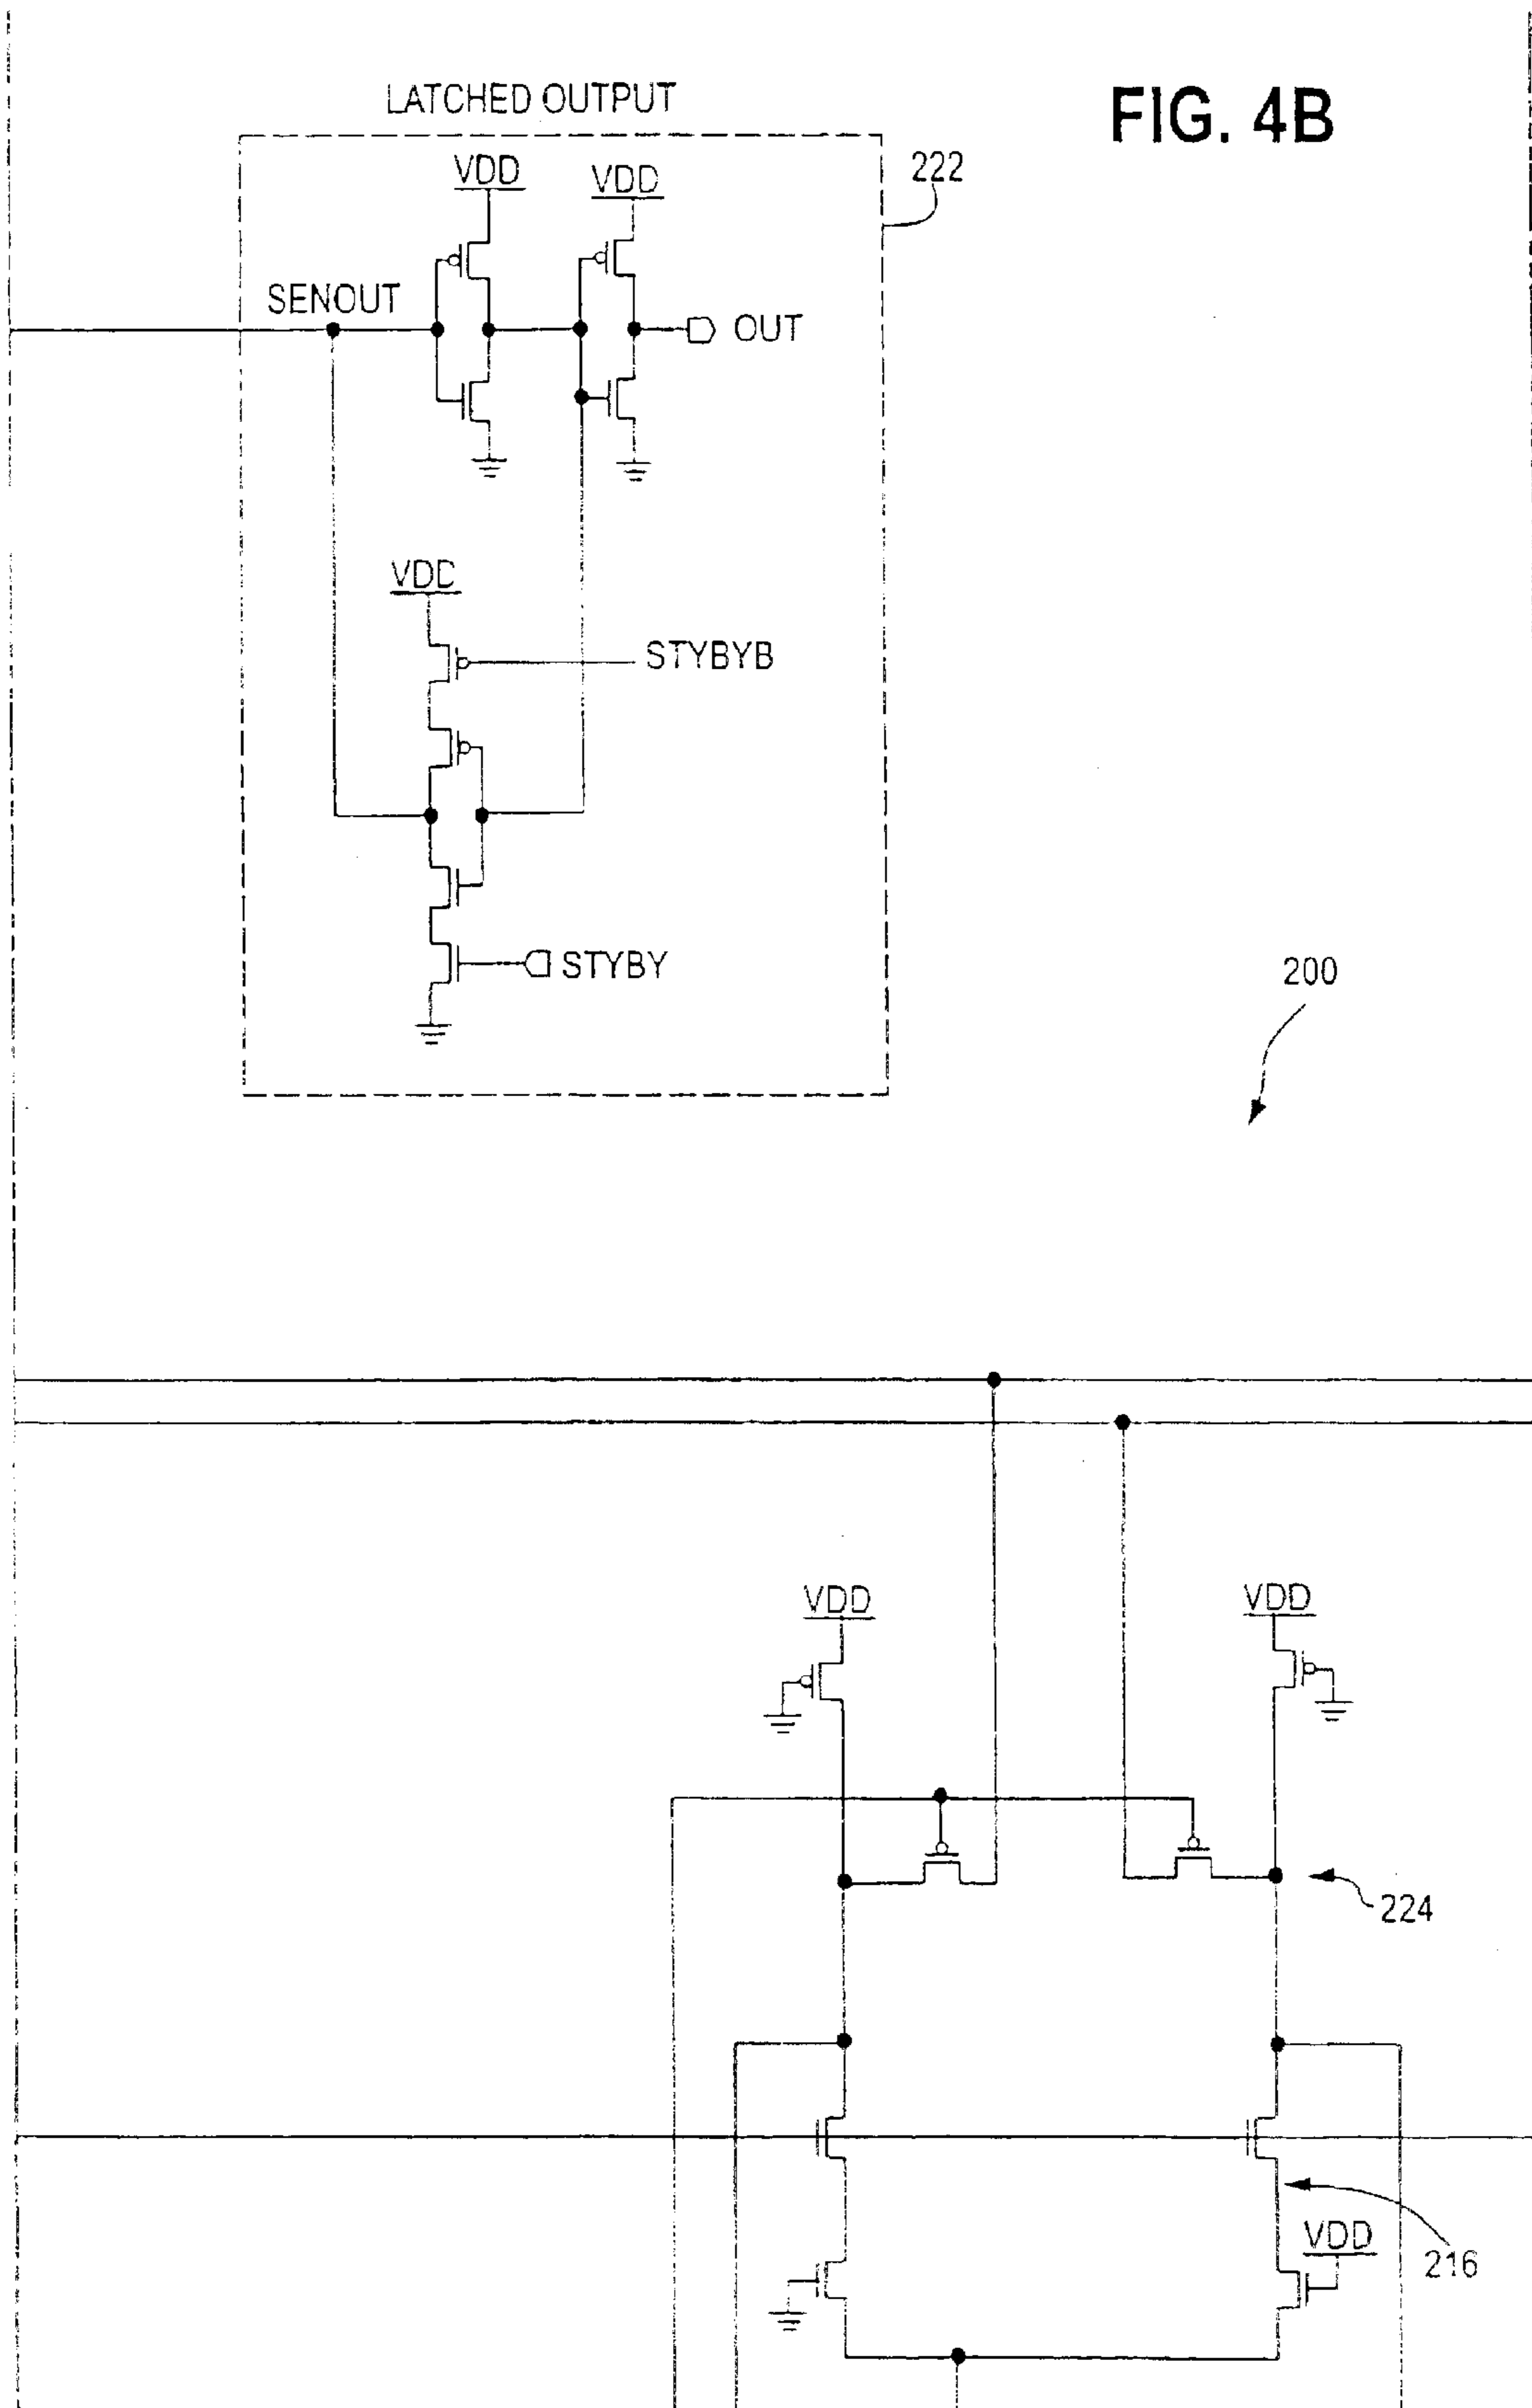 FIG. 4B
LATCHED OUTPUT
222
VDD
VDD
SENOUT
OUT
VDD
STYBYB
STYBY
200
VDD
VDD
224
216
VDD